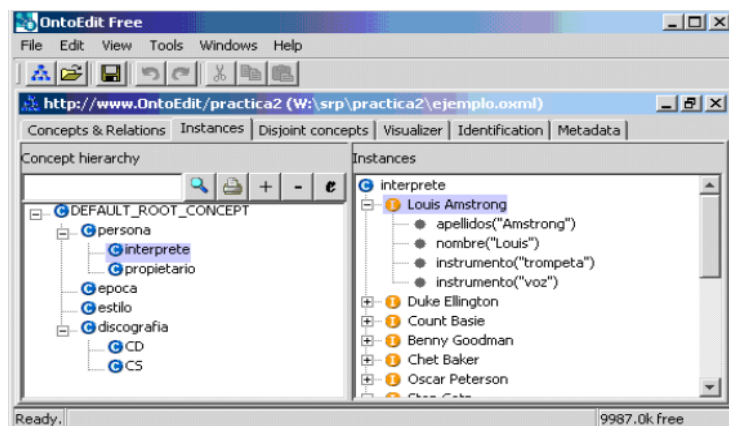 OntoEdit Free
File Edit View Tools Windows Help
http://www.OntoEdit/practica2 (W:\srp\practica2\ejemplo.oxml)
Concepts & Relations Instances Disjoint concepts Visualizer Identification Metadata
Concept hierarchy
+ - e
DEFAULT_ROOT_CONCEPT
persona
interprete
propietario
epoca
estilo
discografia
CD
CS
Instances
interprete
Louis Amstrong
apellidos("Amstrong")
nombre("Louis")
instrumento("trompeta")
instrumento("voz")
Duke Ellington
Count Basie
Benny Goodman
Chet Baker
Oscar Peterson
Ready.
9987.0k free